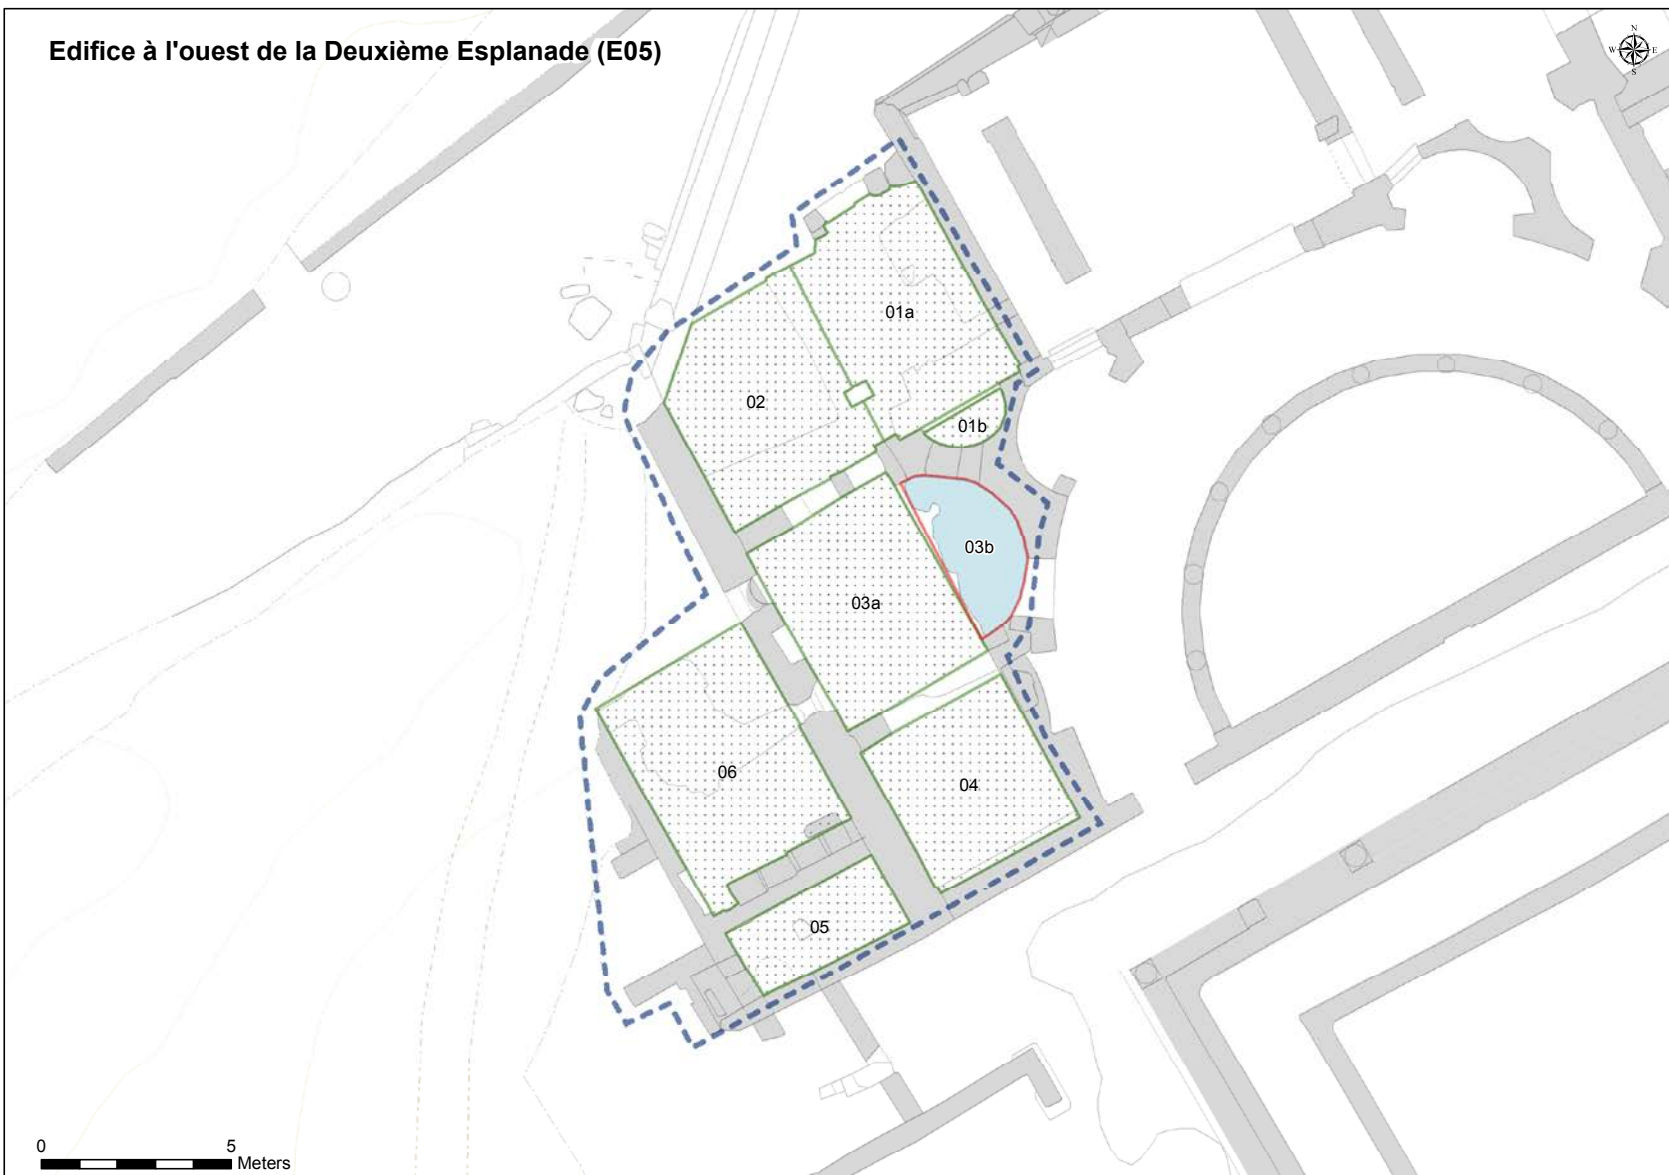 Edifice à l'ouest de la Deuxième Esplanade (E05)
N
W E
S
01a
02
01b
03b
03a
06
04
05
0 5
Meters